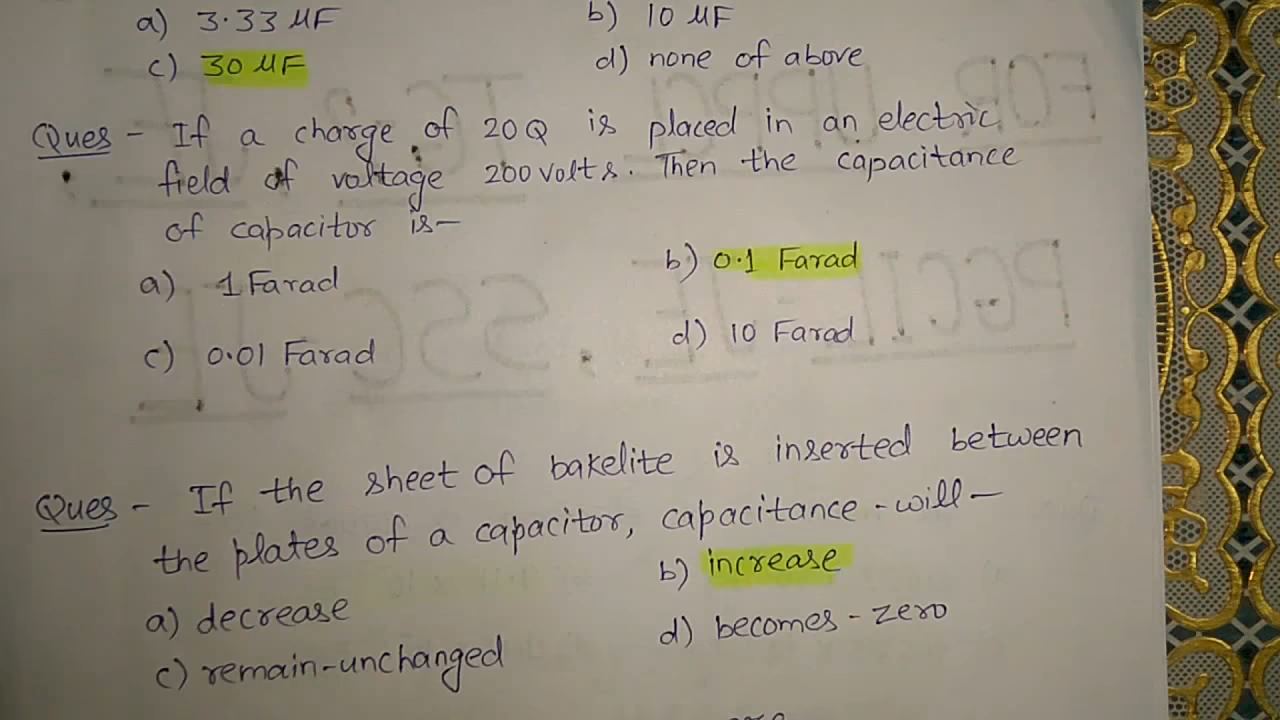 a) 3.33 µF b) 10 µF
c) 30 µF d) none of above
Ques - If a charge of 20Q is placed in an electric
field of voltage 200 volts. Then the capacitance
of capacitor is-
a) 1 Farad b) 0.1 Farad
c) 0.01 Farad d) 10 Farad
Ques - If the sheet of bakelite is inserted between
the plates of a capacitor, capacitance - will -
a) decrease b) increase
c) remain-unchanged d) becomes - zero